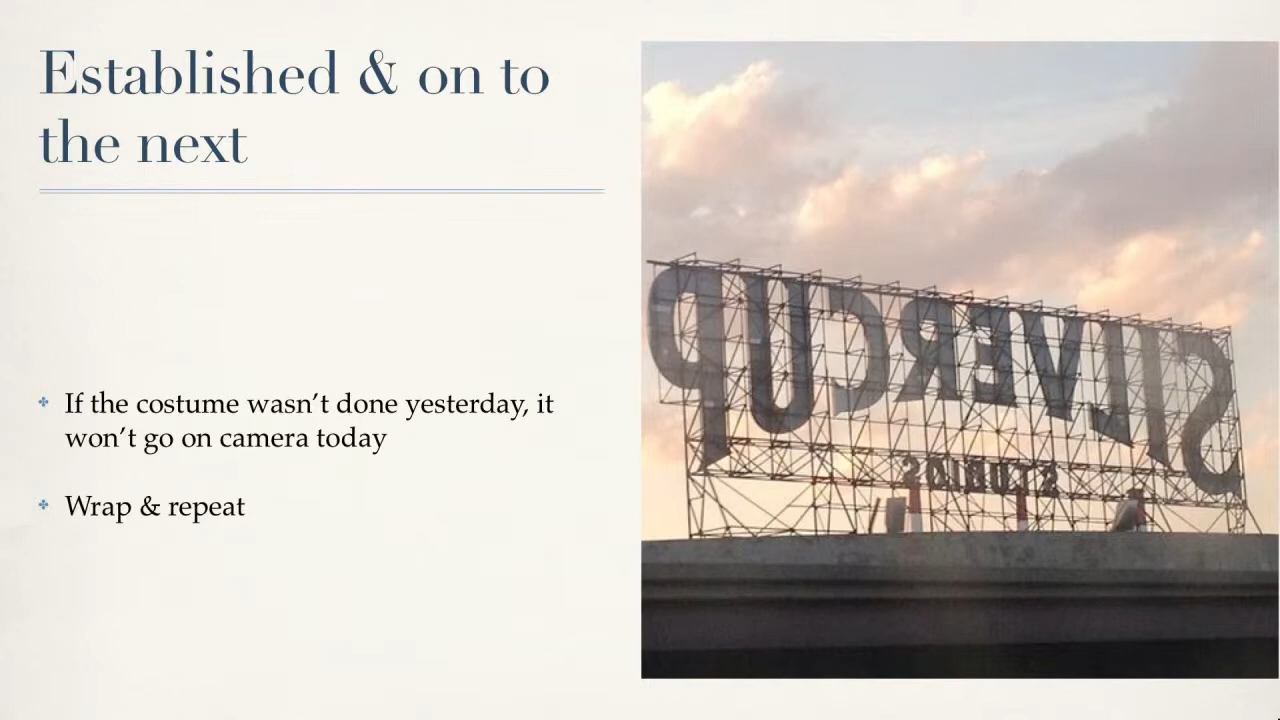 Established & on to
the next
If the costume wasn't done yesterday, it
won't go on camera today
Wrap & repeat
SILVERCUP
STUDIOS